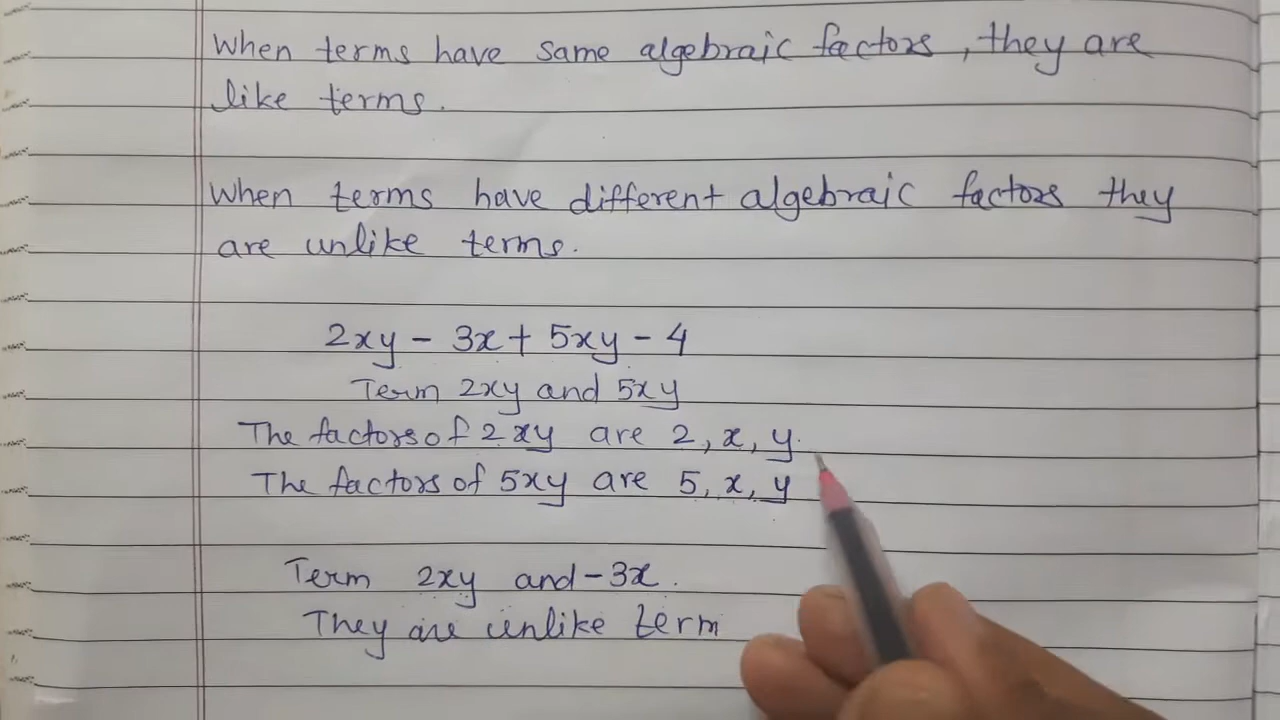 When terms have same algebraic factors, they are
like terms.
When terms have different algebraic factors they
are unlike terms.
2xy - 3x + 5xy - 4
Term 2xy and 5xy
The factors of 2xy are 2, x, y.
The factors of 5xy are 5, x, y
Term 2xy and -3x.
They are unlike term